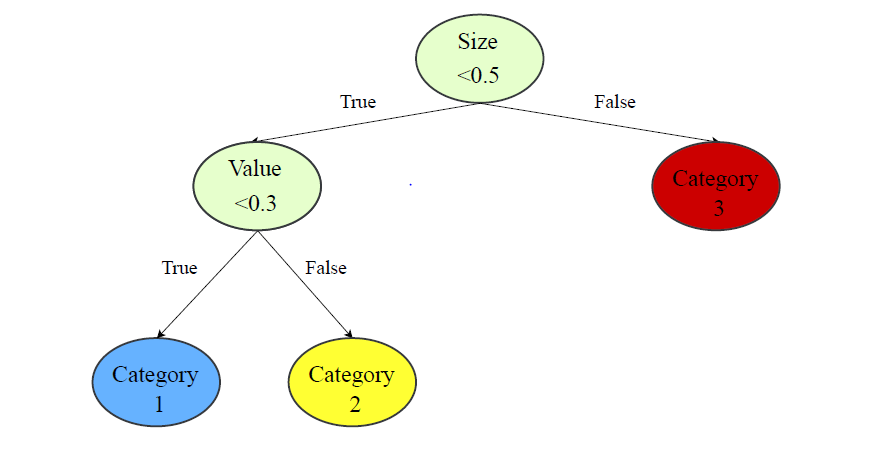 Size
<0.5
True
False
Value
<0.3
Category
3
True
False
Category
1
Category
2